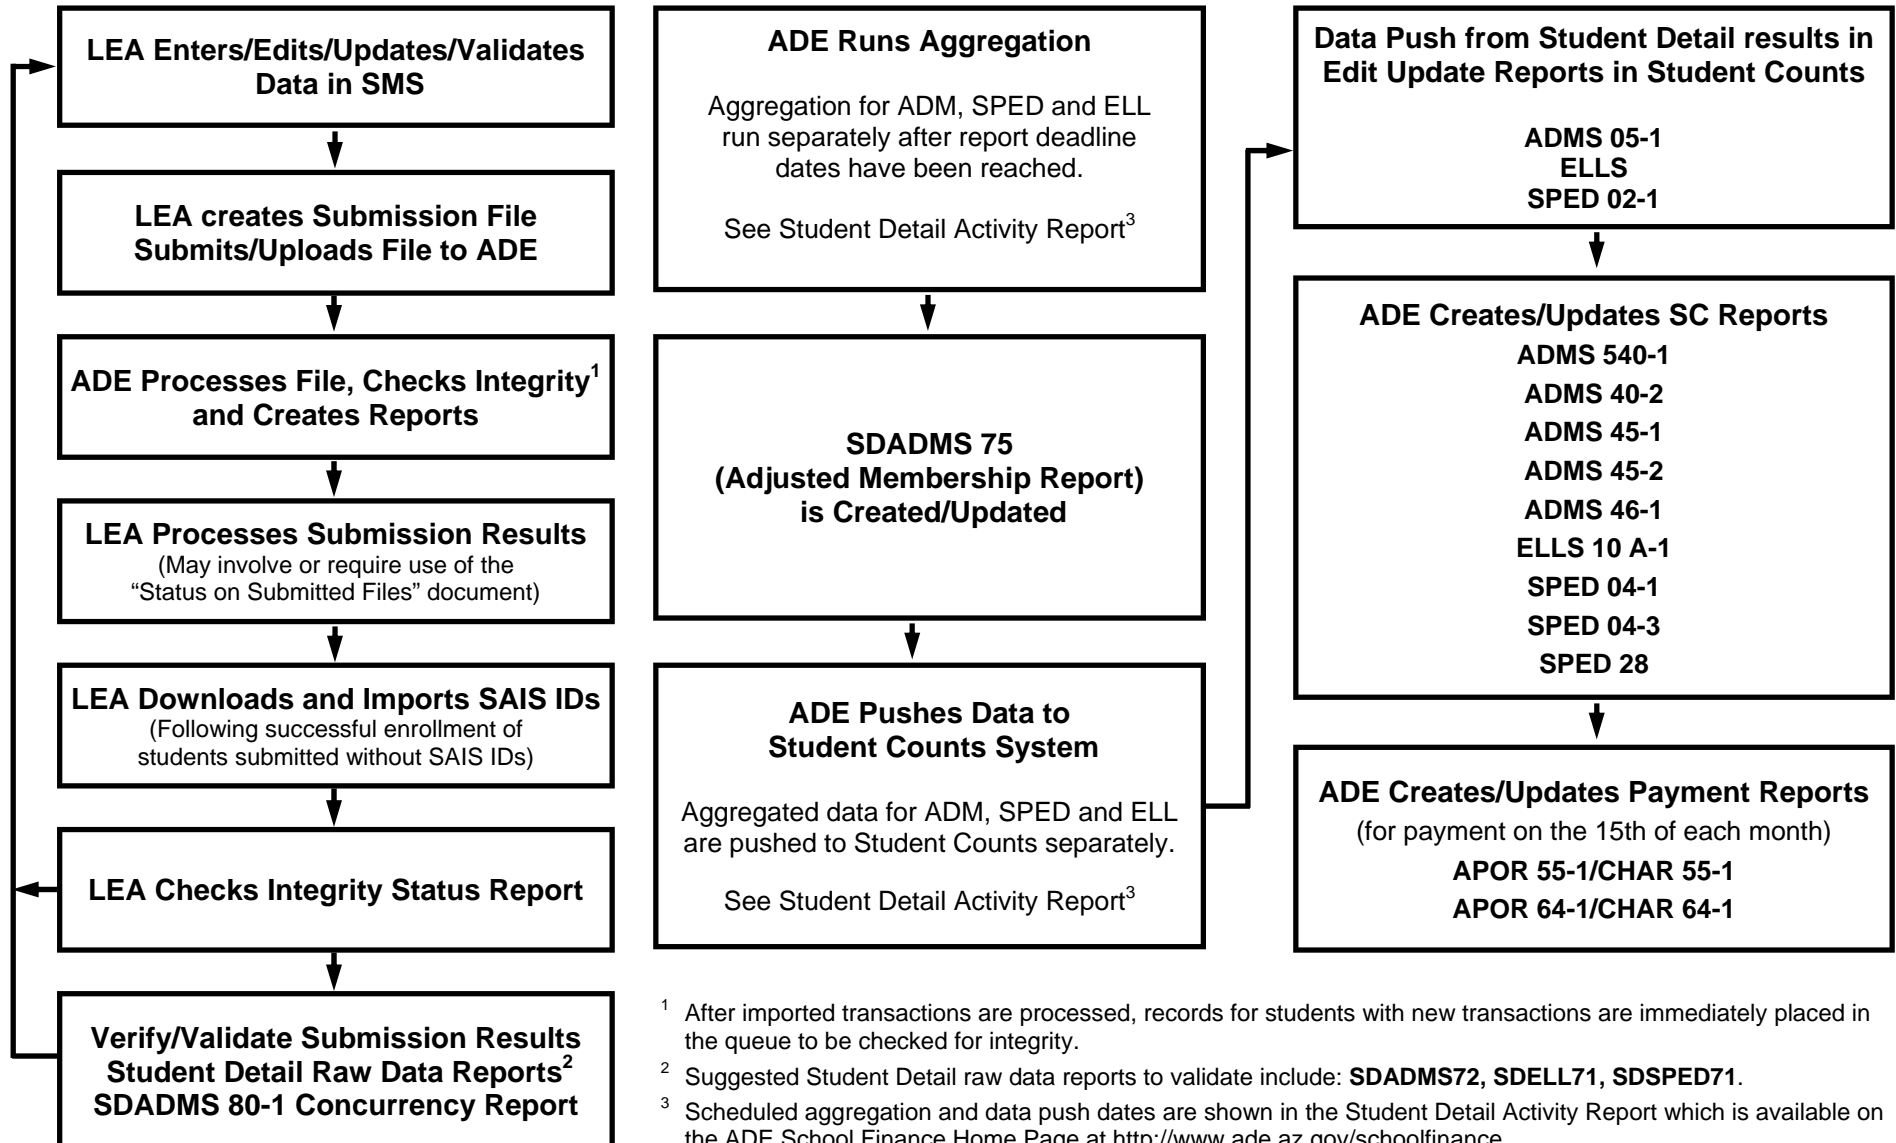 LEA Enters/Edits/Updates/Validates
Data in SMS
LEA creates Submission File
Submits/Uploads File to ADE
ADE Processes File, Checks Integrity1
and Creates Reports
LEA Processes Submission Results
(May involve or require use of the
“Status on Submitted Files” document)
LEA Downloads and Imports SAIS IDs
(Following successful enrollment of
students submitted without SAIS IDs)
LEA Checks Integrity Status Report
Verify/Validate Submission Results
Student Detail Raw Data Reports2
SDADMS 80-1 Concurrency Report
ADE Runs Aggregation
Aggregation for ADM, SPED and ELL
run separately after report deadline
dates have been reached.
See Student Detail Activity Report3
SDADMS 75
(Adjusted Membership Report)
is Created/Updated
ADE Pushes Data to
Student Counts System
Aggregated data for ADM, SPED and ELL
are pushed to Student Counts separately.
See Student Detail Activity Report3
Data Push from Student Detail results in
Edit Update Reports in Student Counts
ADMS 05-1
ELLS
SPED 02-1
ADE Creates/Updates SC Reports
ADMS 540-1
ADMS 40-2
ADMS 45-1
ADMS 45-2
ADMS 46-1
ELLS 10 A-1
SPED 04-1
SPED 04-3
SPED 28
ADE Creates/Updates Payment Reports
(for payment on the 15th of each month)
APOR 55-1/CHAR 55-1
APOR 64-1/CHAR 64-1
1 After imported transactions are processed, records for students with new transactions are immediately placed in
the queue to be checked for integrity.
2 Suggested Student Detail raw data reports to validate include: SDADMS72, SDELL71, SDSPED71.
3 Scheduled aggregation and data push dates are shown in the Student Detail Activity Report which is available on
the ADE School Finance Home Page at http://www.ade.az.gov/schoolfinance